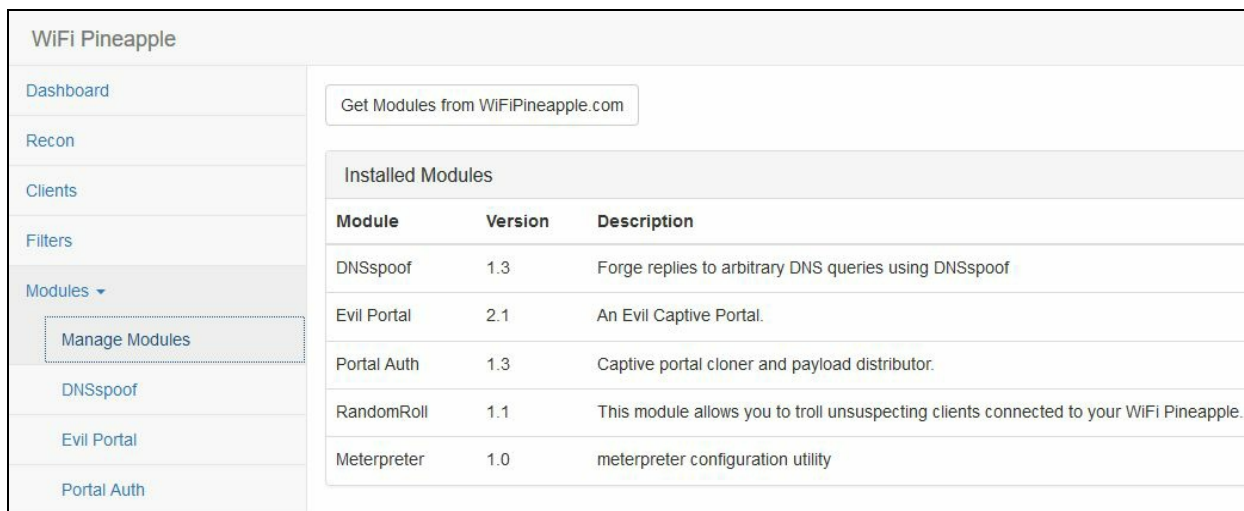 WiFi Pineapple
Dashboard
Recon
Clients
Filters
Modules
Manage Modules
DNSspoof
Evil Portal
Portal Auth
Get Modules from WiFiPineapple.com
Installed Modules
Module Version Description
DNSspoof 1.3 Forge replies to arbitrary DNS queries using DNSspoof
Evil Portal 2.1 An Evil Captive Portal.
Portal Auth 1.3 Captive portal cloner and payload distributor.
RandomRoll 1.1 This module allows you to troll unsuspecting clients connected to your WiFi Pineapple.
Meterpreter 1.0 meterpreter configuration utility